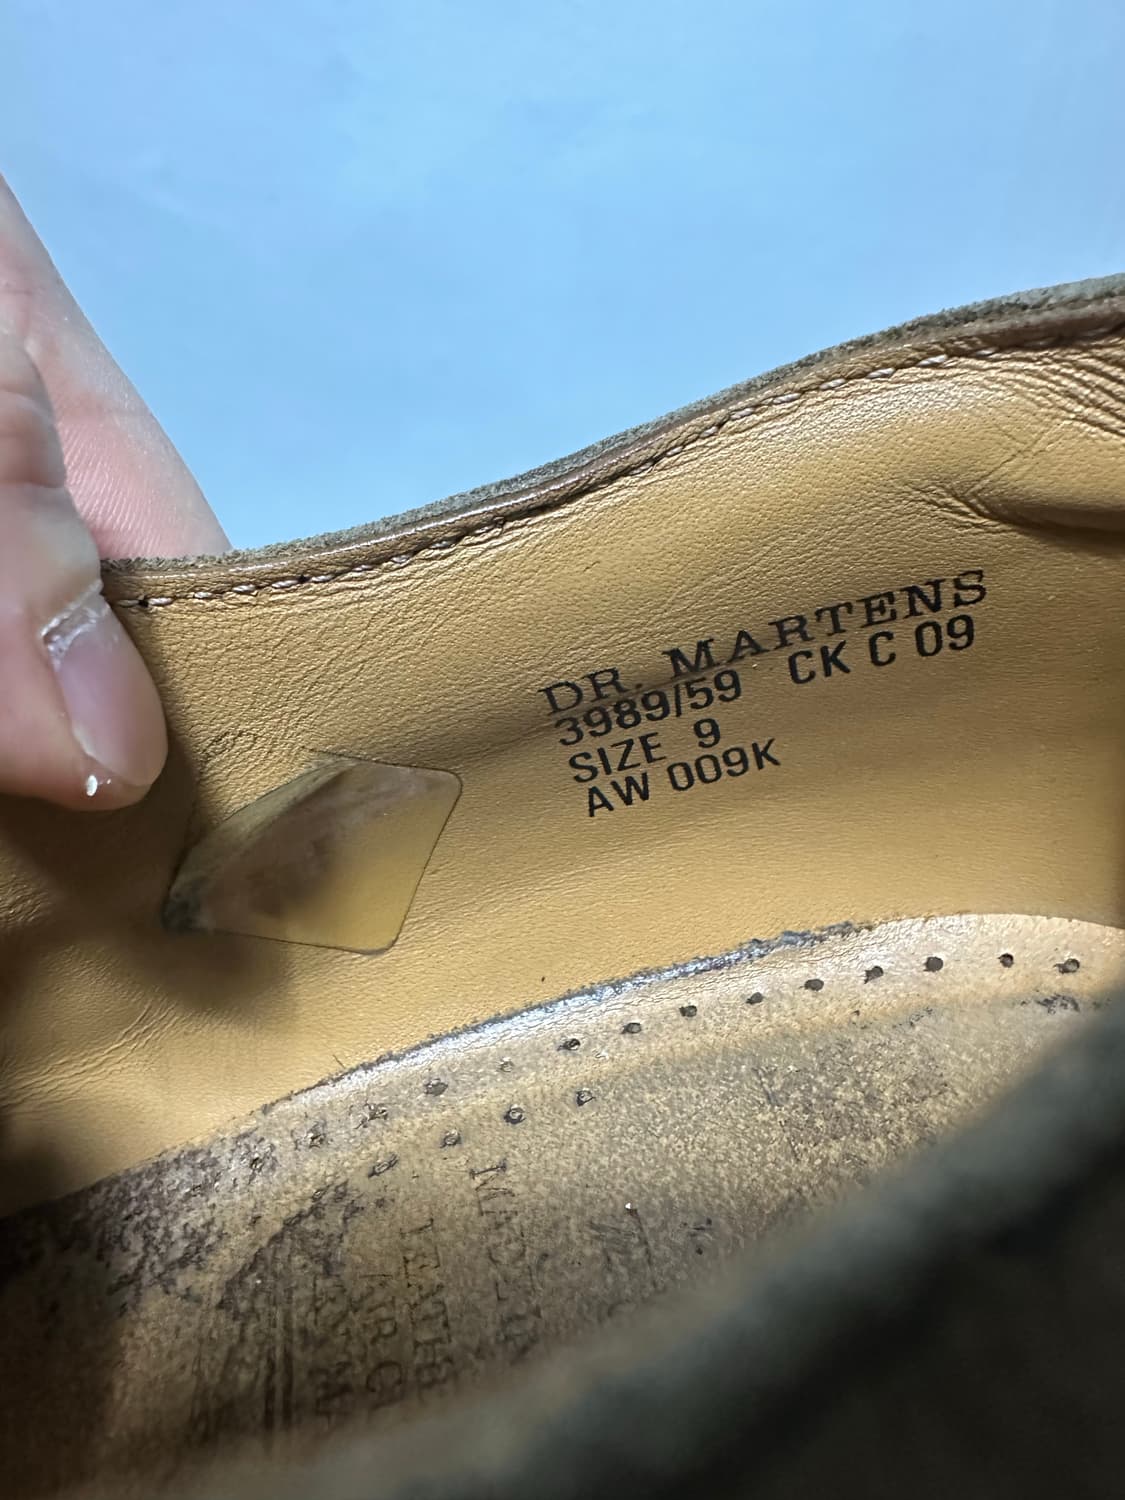 DR. MARTENS
3989/59 CK C 09
SIZE 9
AW 009K